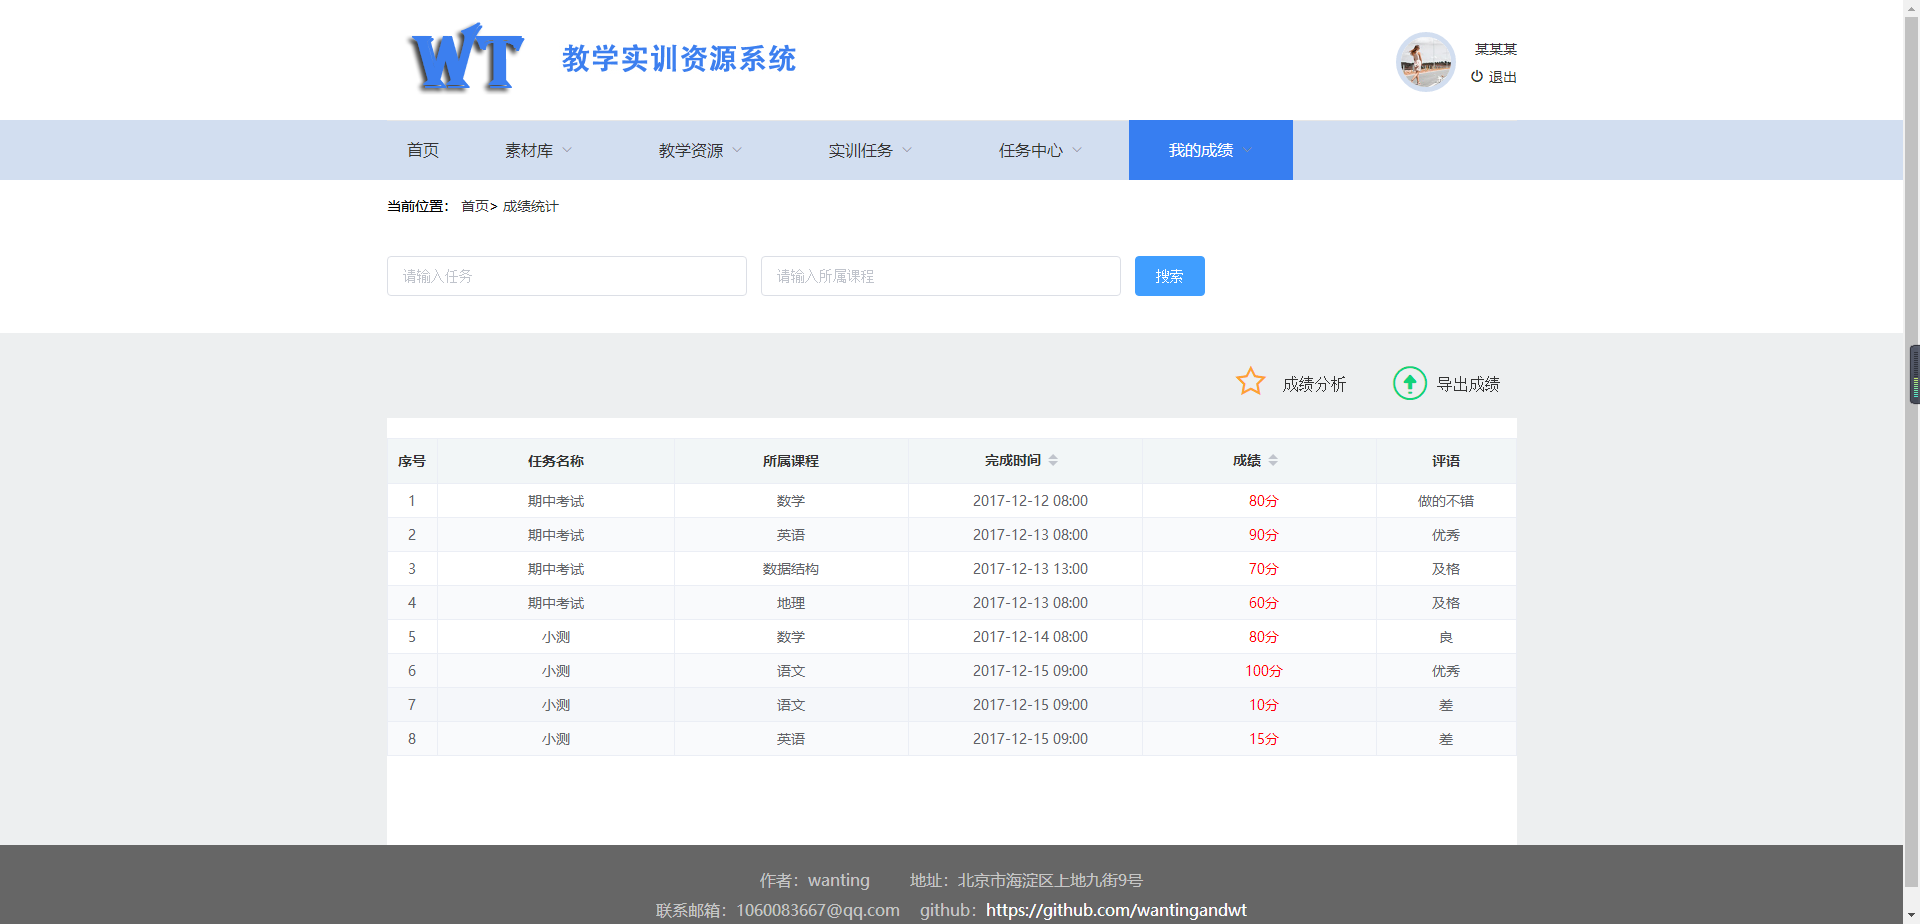 WT 教学实训资源系统
某某某
退出
首页 素材库 教学资源 实训任务 任务中心 我的成绩
当前位置： 首页> 成绩统计
请输入任务 请输入所属课程 搜索
成绩分析 导出成绩
序号 任务名称 所属课程 完成时间 成绩 评语
1 期中考试 数学 2017-12-12 08:00 80分 做的不错
2 期中考试 英语 2017-12-13 08:00 90分 优秀
3 期中考试 数据结构 2017-12-13 13:00 70分 及格
4 期中考试 地理 2017-12-13 08:00 60分 及格
5 小测 数学 2017-12-14 08:00 80分 良
6 小测 语文 2017-12-15 09:00 100分 优秀
7 小测 语文 2017-12-15 09:00 10分 差
8 小测 英语 2017-12-15 09:00 15分 差
作者：wanting 地址：北京市海淀区上地九街9号
联系邮箱：1060083667@qq.com github：https://github.com/wantingandwt